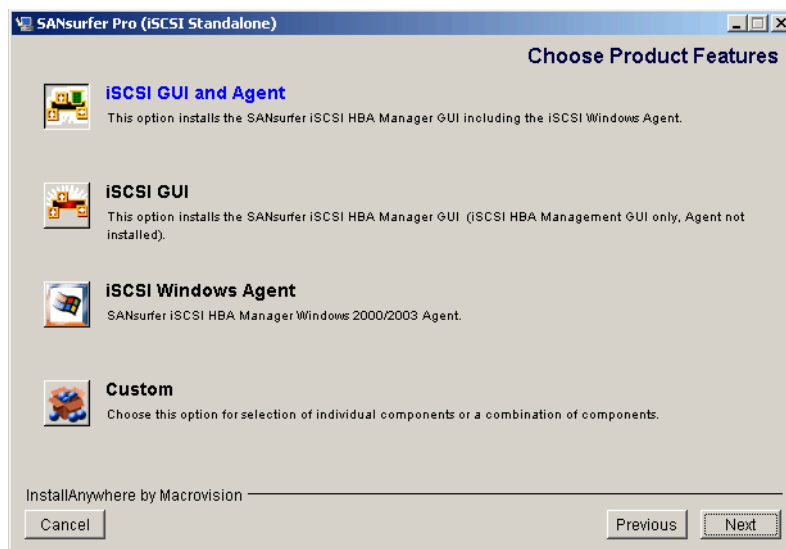 SANsurfer Pro (iSCSI Standalone)
Choose Product Features
iSCSI GUI and Agent
This option installs the SANsurfer iSCSI HBA Manager GUI including the iSCSI Windows Agent.
iSCSI GUI
This option installs the SANsurfer iSCSI HBA Manager GUI (iSCSI HBA Management GUI only, Agent not
installed).
iSCSI Windows Agent
SANsurfer iSCSI HBA Manager Windows 2000/2003 Agent.
Custom
Choose this option for selection of individual components or a combination of components.
InstallAnywhere by Macrovision
Cancel
Previous
Next